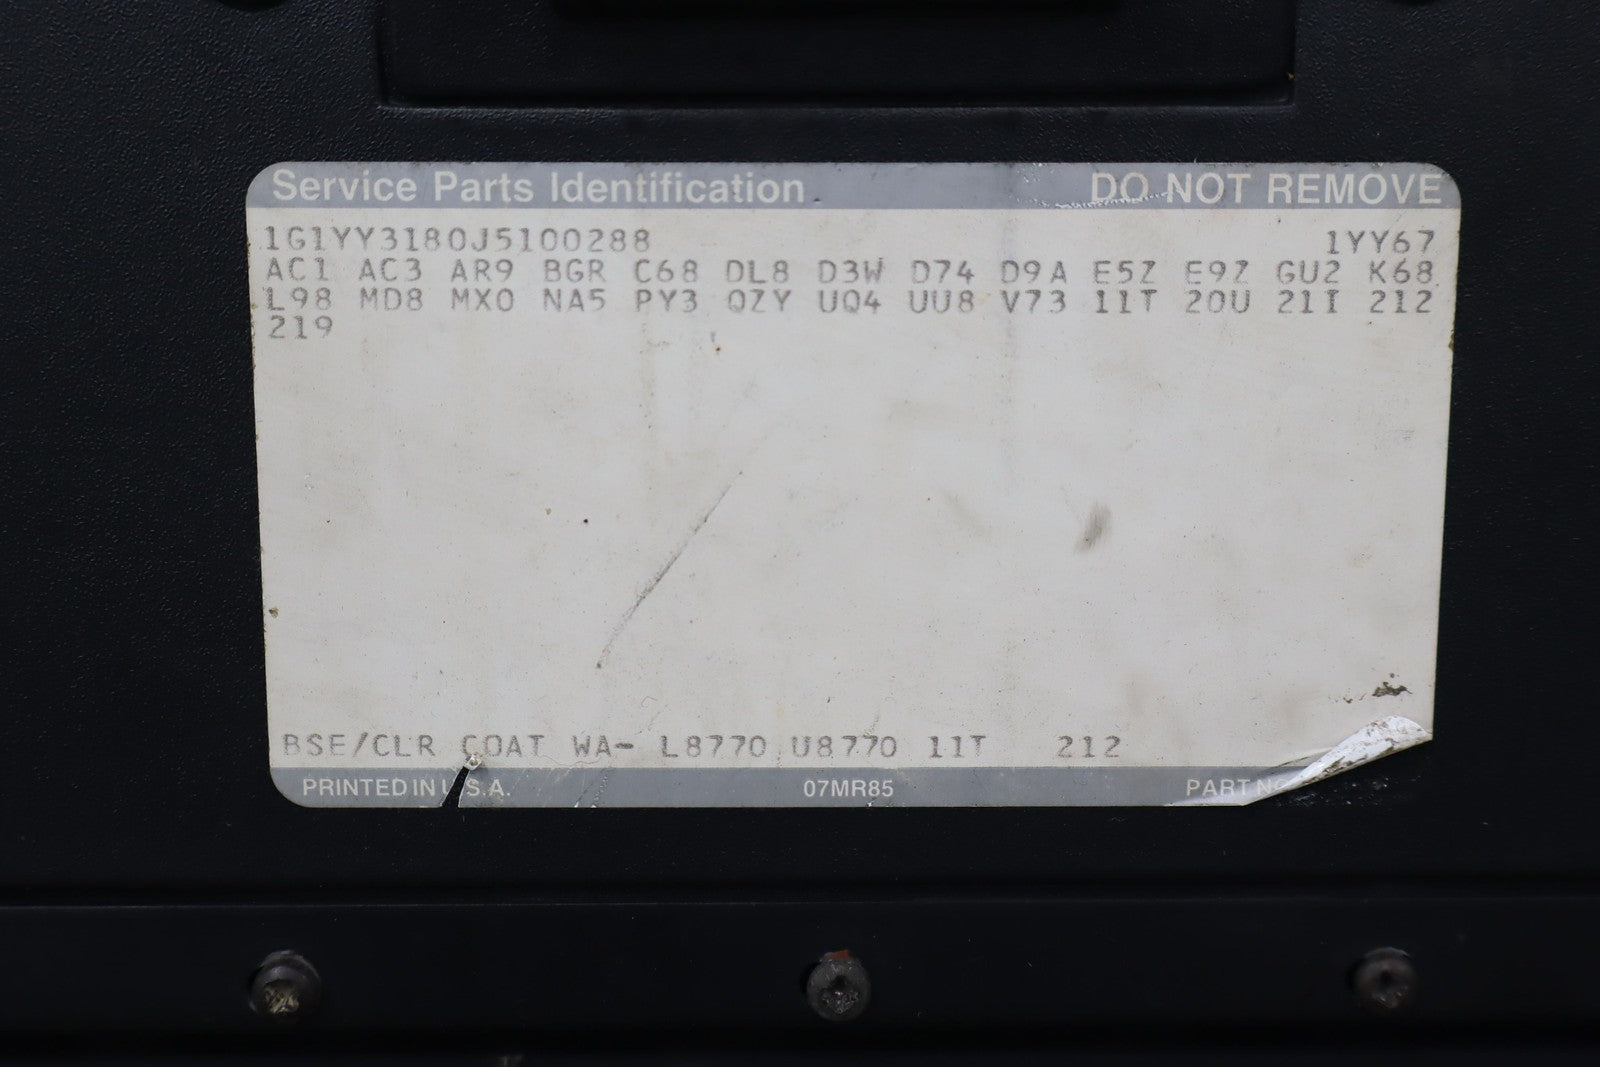 Service Parts Identification DO NOT REMOVE
1G1YY3180J5100288 1YY67
AC1 AC3 AR9 BGR C68 DL8 D3W D74 D9A E5Z E9Z GU2 K68
L98 MD8 MX0 NA5 PY3 QZY UQ4 UU8 V73 11T 20U 21I 212
219
BSE/CLR COAT WA- L8770 U8770 11T 212
PRINTED IN U.S.A. 07MR85 PART